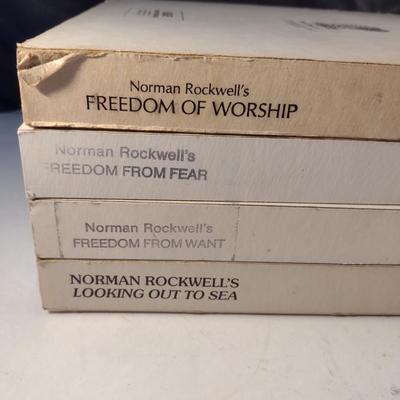 Norman Rockwell's
FREEDOM OF WORSHIP
Norman Rockwell's
FREEDOM FROM FEAR
Norman Rockwell's
FREEDOM FROM WANT
NORMAN ROCKWELL'S
LOOKING OUT TO SEA